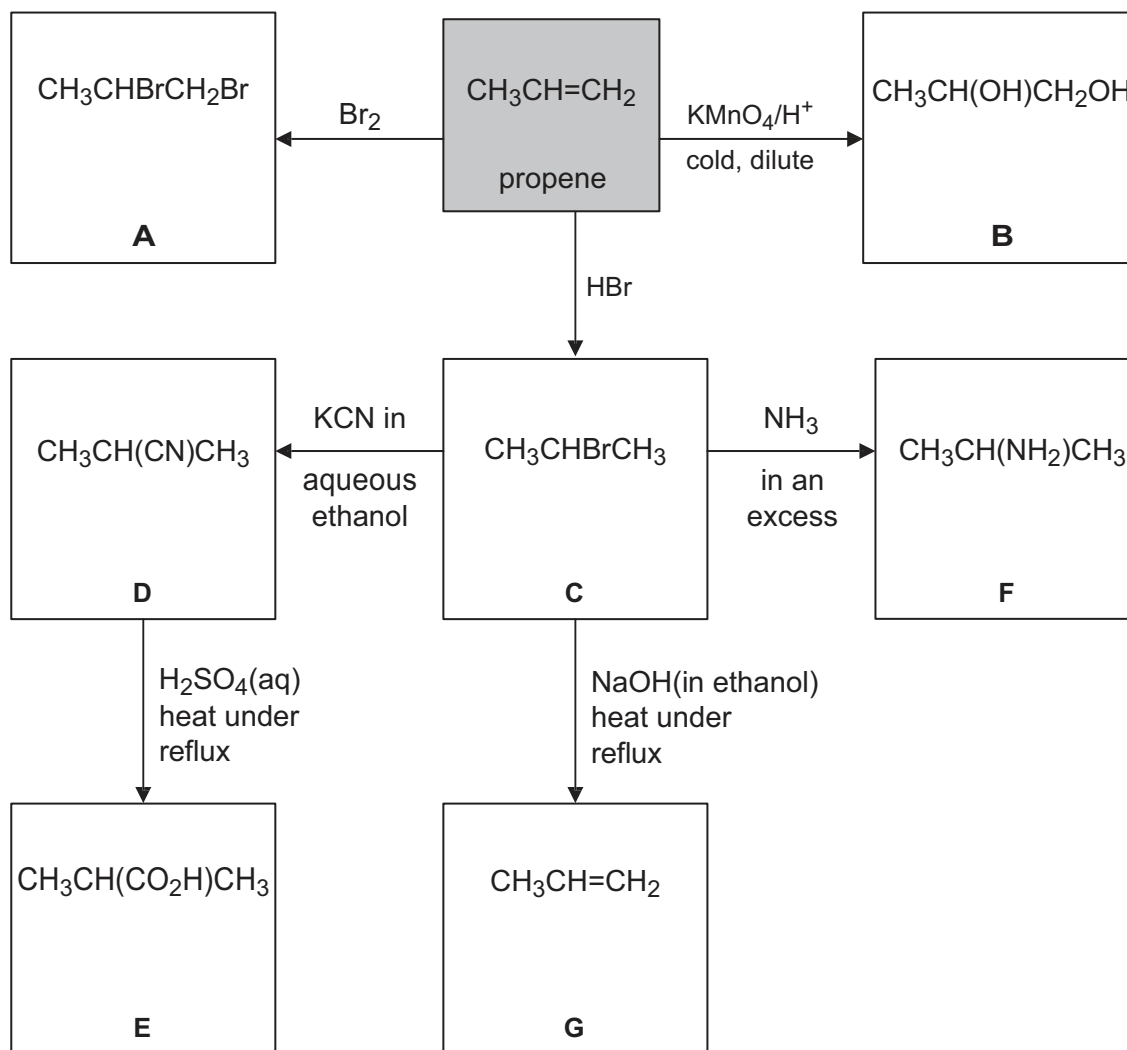 CH₃CHBrCH₂Br
A
Br₂
CH₃CH=CH₂
propene
KMnO₄/H⁺
cold, dilute
CH₃CH(OH)CH₂OH
B
HBr
CH₃CH(CN)CH₃
D
KCN in
aqueous
ethanol
CH₃CHBrCH₃
C
NH₃
in an
excess
CH₃CH(NH₂)CH₃
F
H₂SO₄(aq)
heat under
reflux
NaOH(in ethanol)
heat under
reflux
CH₃CH(CO₂H)CH₃
E
CH₃CH=CH₂
G